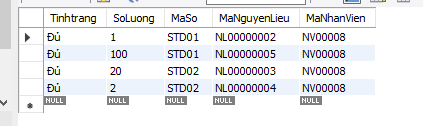 Tinhtrang SoLuong MaSo MaNguyenLieu MaNhanVien
Đủ 1 STD01 NL00000002 NV00008
Đủ 100 STD01 NL00000005 NV00008
Đủ 20 STD02 NL00000003 NV00008
Đủ 2 STD02 NL00000004 NV00008
NULL NULL NULL NULL NULL